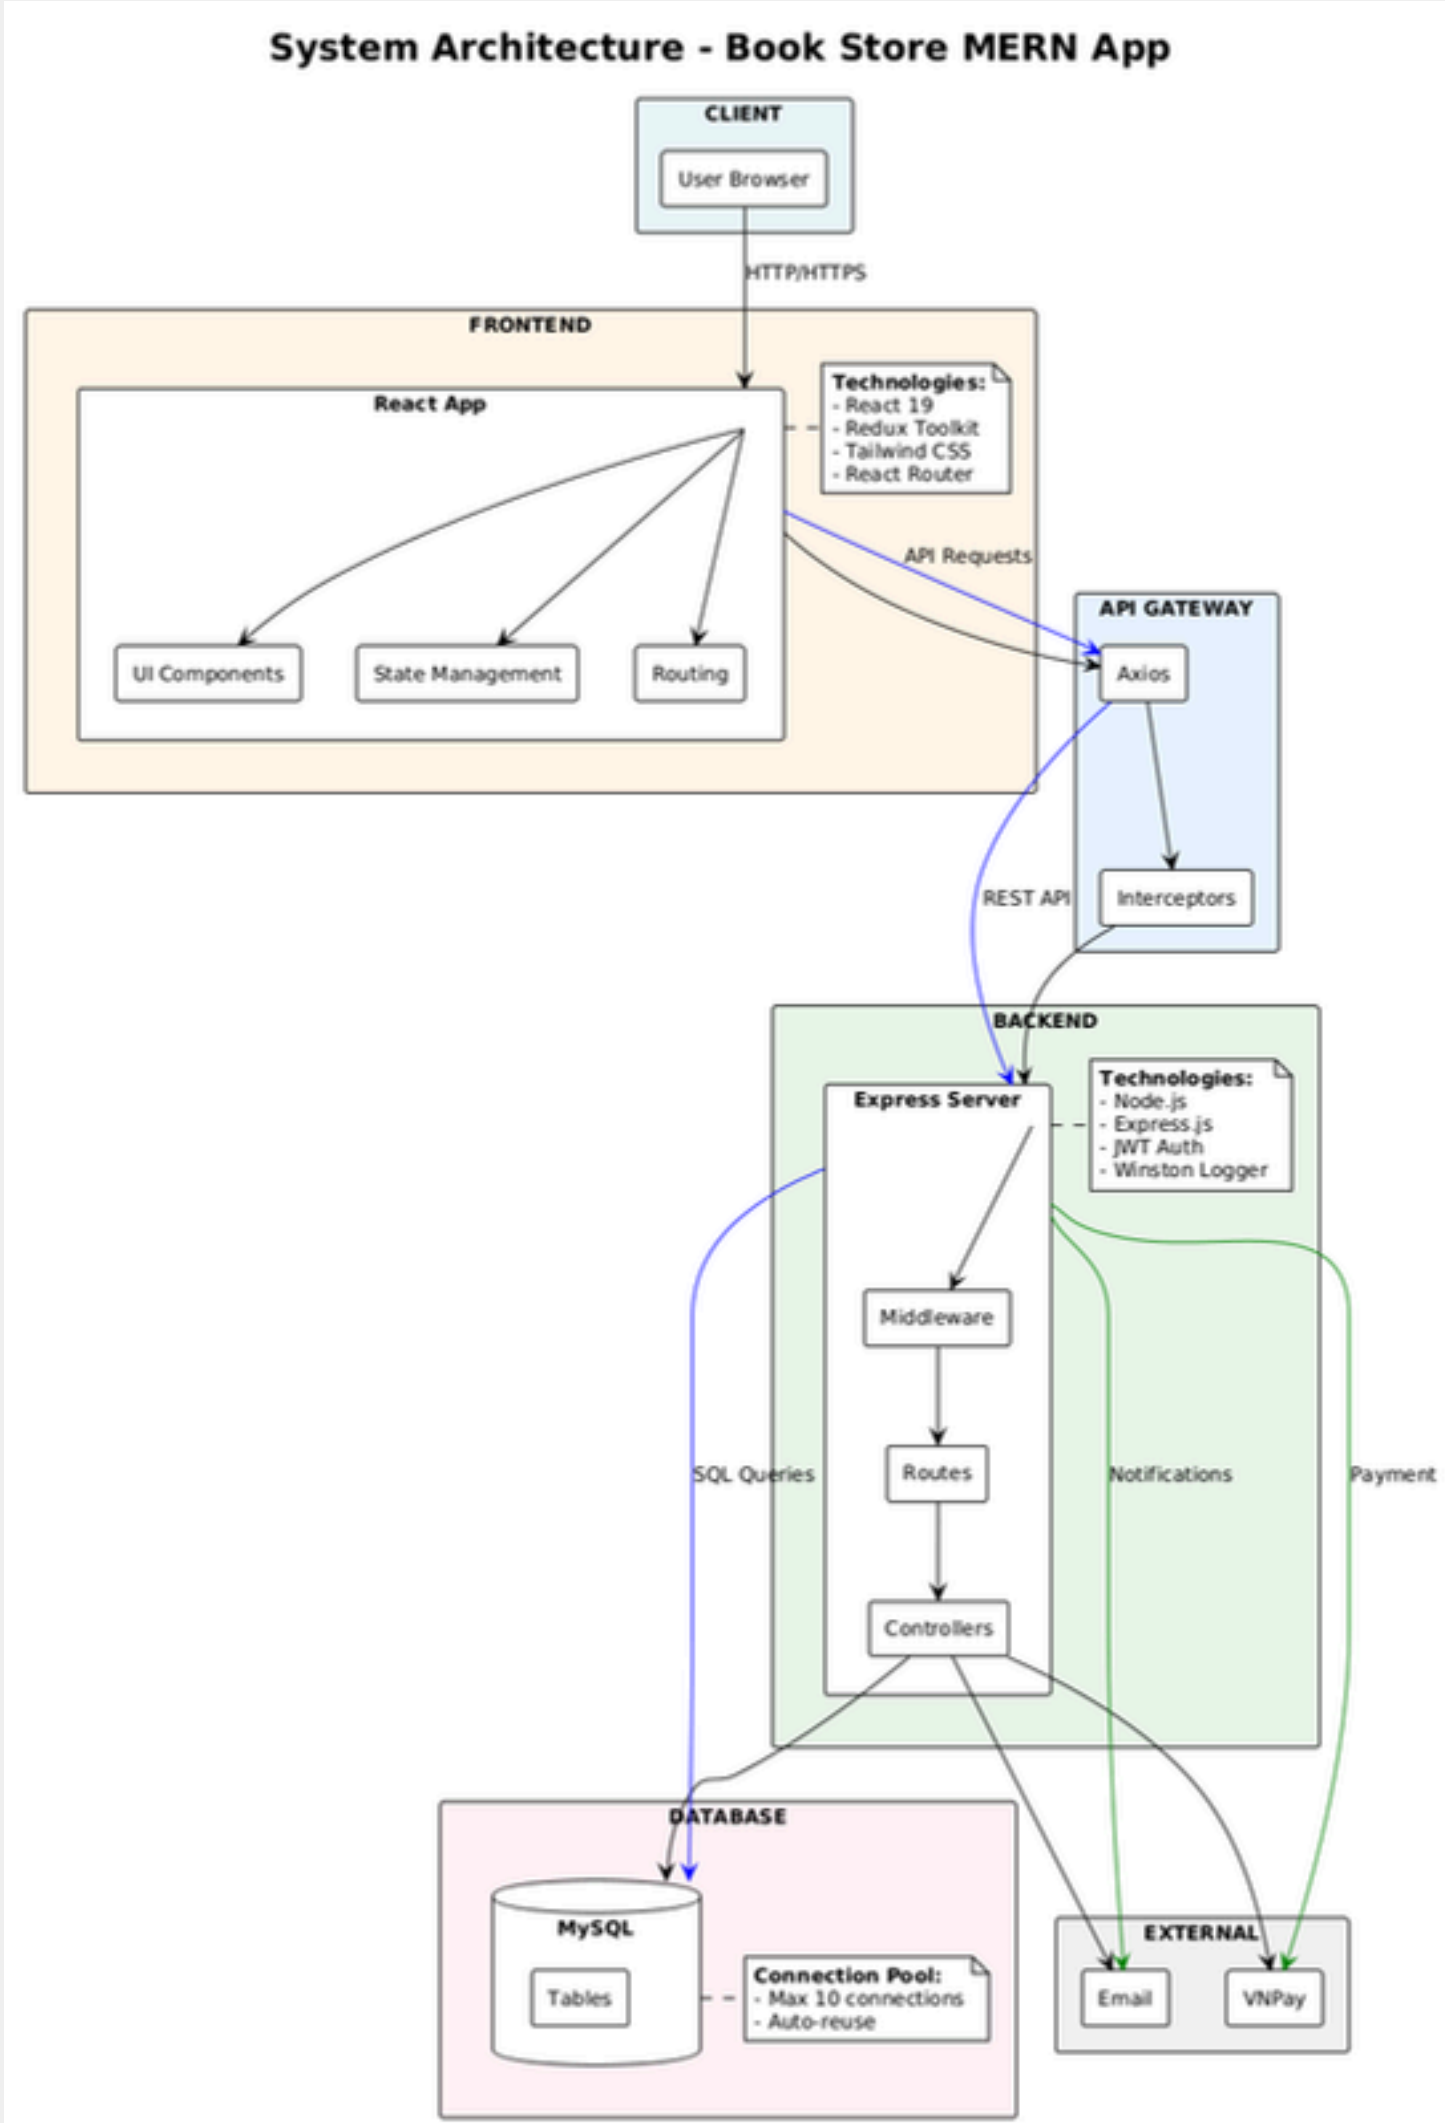 System Architecture - Book Store MERN App
CLIENT
User Browser
HTTP/HTTPS
FRONTEND
React App
Technologies:
- React 19
- Redux Toolkit
- Tailwind CSS
- React Router
API Requests
API GATEWAY
UI Components
State Management
Routing
Axios
REST API
Interceptors
BACKEND
Express Server
Technologies:
- Node.js
- Express.js
- JWT Auth
- Winston Logger
Middleware
SQL Queries
Routes
Notifications
Payment
Controllers
DATABASE
MySQL
Tables
Connection Pool:
- Max 10 connections
- Auto-reuse
EXTERNAL
Email
VNPay